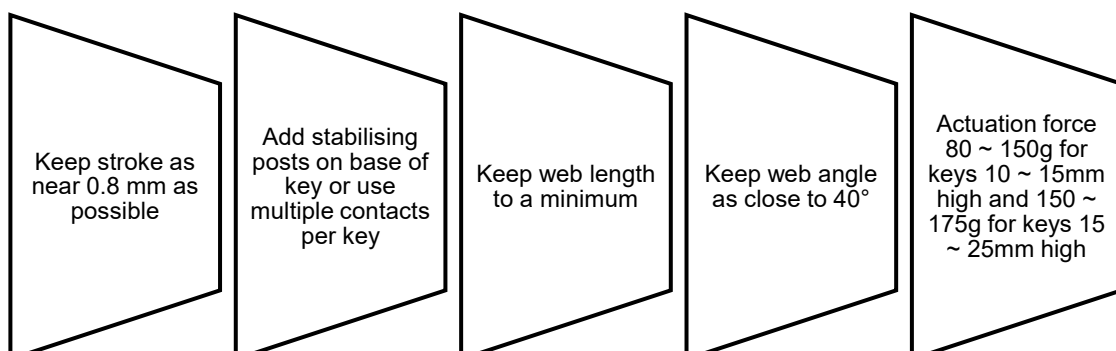 Keep stroke as
near 0.8 mm as
possible
Add stabilising
posts on base of
key or use
multiple contacts
per key
Keep web length
to a minimum
Keep web angle
as close to 40°
Actuation force
80 ~ 150g for
keys 10 ~ 15mm
high and 150 ~
175g for keys 15
~ 25mm high